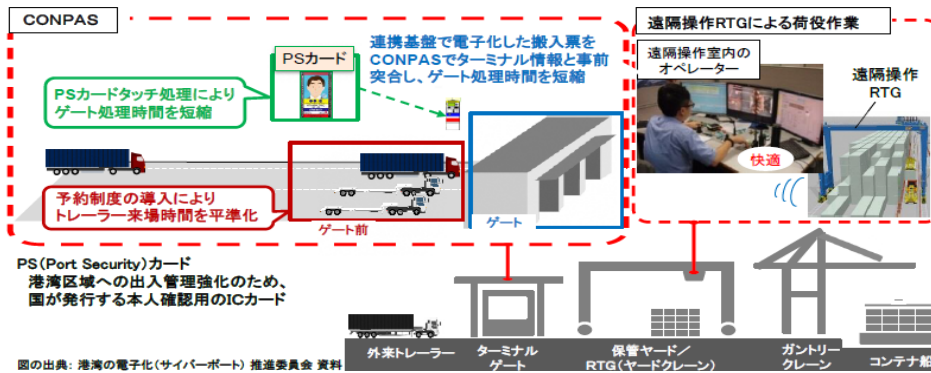 CONPAS
PSカード
連携基盤で電子化した搬入票を
CONPASでターミナル情報と事前
突合し、ゲート処理時間を短縮
PSカードタッチ処理により
ゲート処理時間を短縮
予約制度の導入により
トレーラー来場時間を平準化
ゲート前
ゲート
遠隔操作RTGによる荷役作業
遠隔操作室内の
オペレーター
遠隔操作
RTG
快適
PS(Port Security)カード
港湾区域への出入管理強化のため、
国が発行する本人確認用のICカード
外来トレーラー
ターミナル
ゲート
保管ヤード/
RTG(ヤードクレーン)
ガントリー
クレーン
コンテナ船
図の出典: 港湾の電子化(サイバーポート) 推進委員会 資料